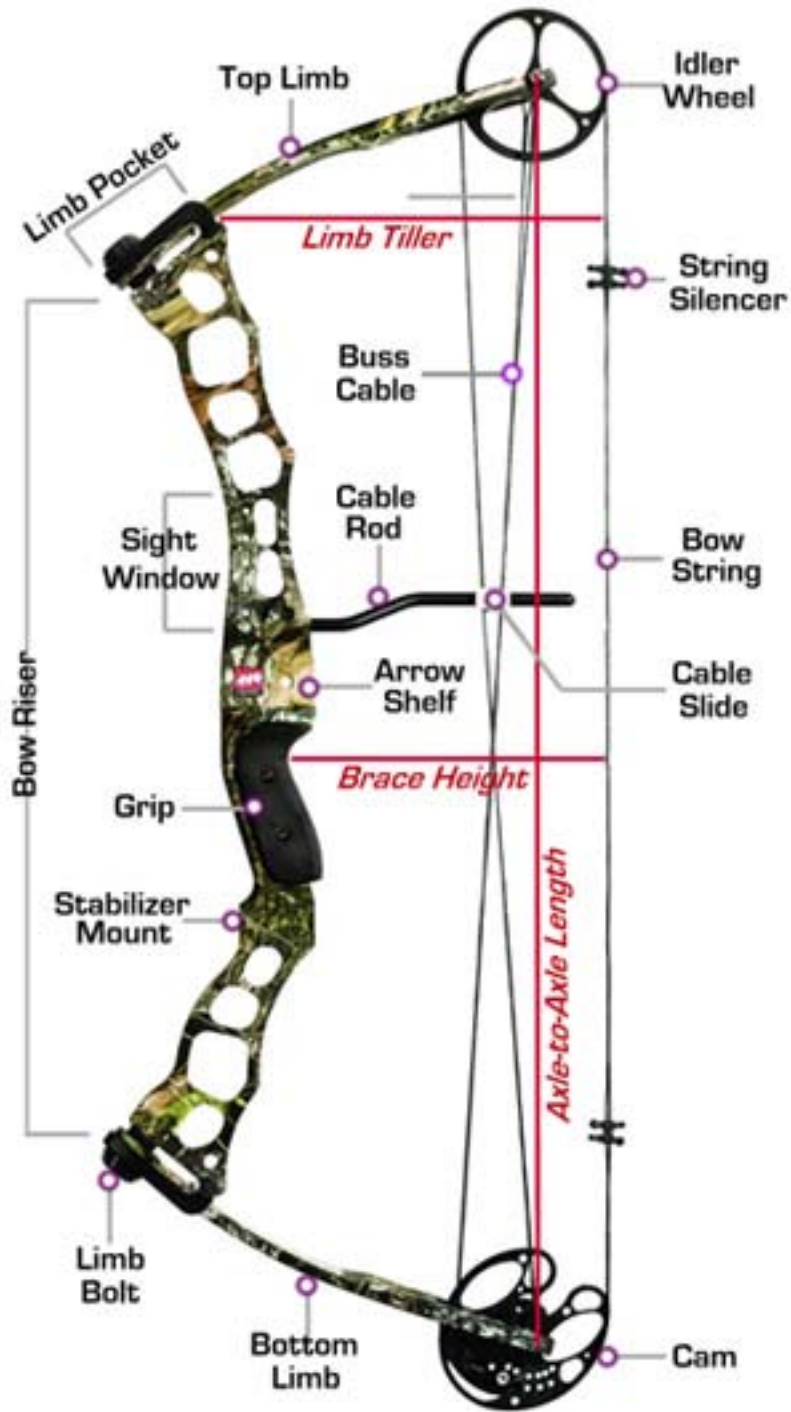 Top Limb
Idler
Wheel
Limb Pocket
Limb Tiller
String
Silencer
Buss
Cable
Cable
Rod
Sight
Window
Bow
String
Bow Riser
Arrow
Shelf
Cable
Slide
Brace Height
Grip
Stabilizer
Mount
Axle-to-Axle Length
Limb
Bolt
Bottom
Limb
Cam